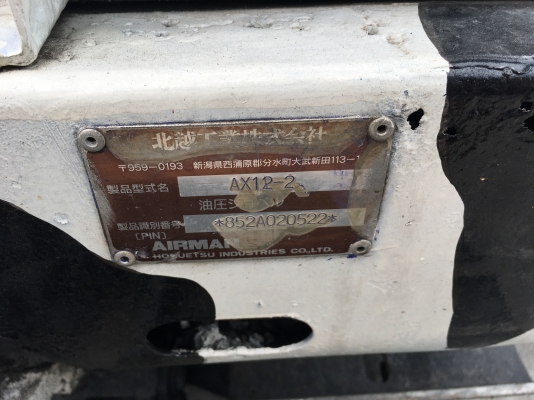 北越工業株式会社
〒959-0193 新潟県西蒲原郡分水町大武新田113-1
製品型式名 AX12-2
油圧
製品識別番号 *852A020522*
[PIN]
HOKUETSU INDUSTRIES CO.,LTD.